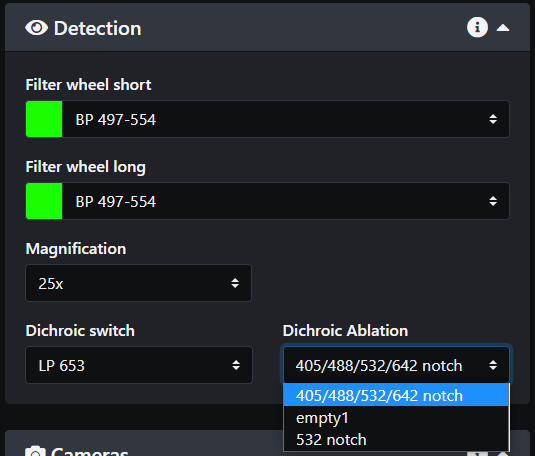 Detection
Filter wheel short
BP 497-554
Filter wheel long
BP 497-554
Magnification
25x
Dichroic switch
LP 653
Dichroic Ablation
405/488/532/642 notch
405/488/532/642 notch
empty1
532 notch
Cameras